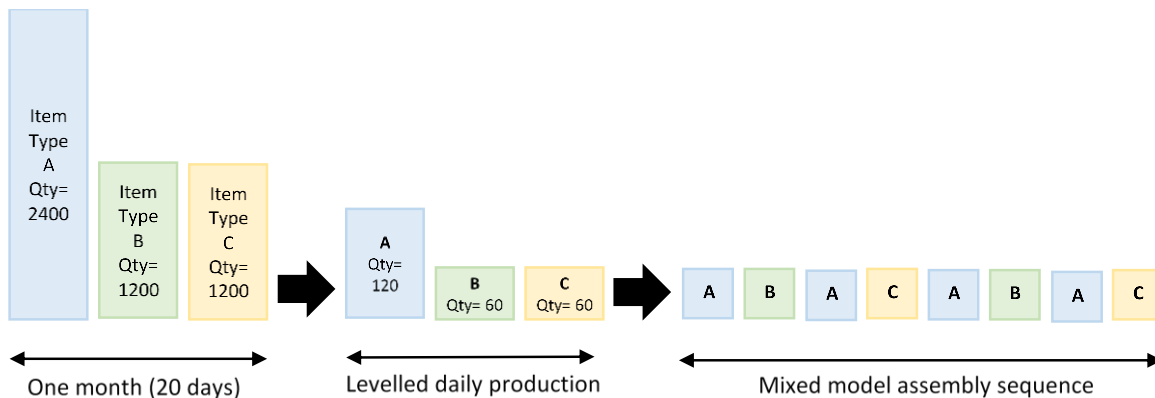 Item
Type
A
Qty=
2400
Item
Type
B
Qty=
1200
Item
Type
C
Qty=
1200
One month (20 days)
A
Qty=
120
B
Qty= 60
C
Qty= 60
Levelled daily production
A
B
A
C
A
B
A
C
Mixed model assembly sequence